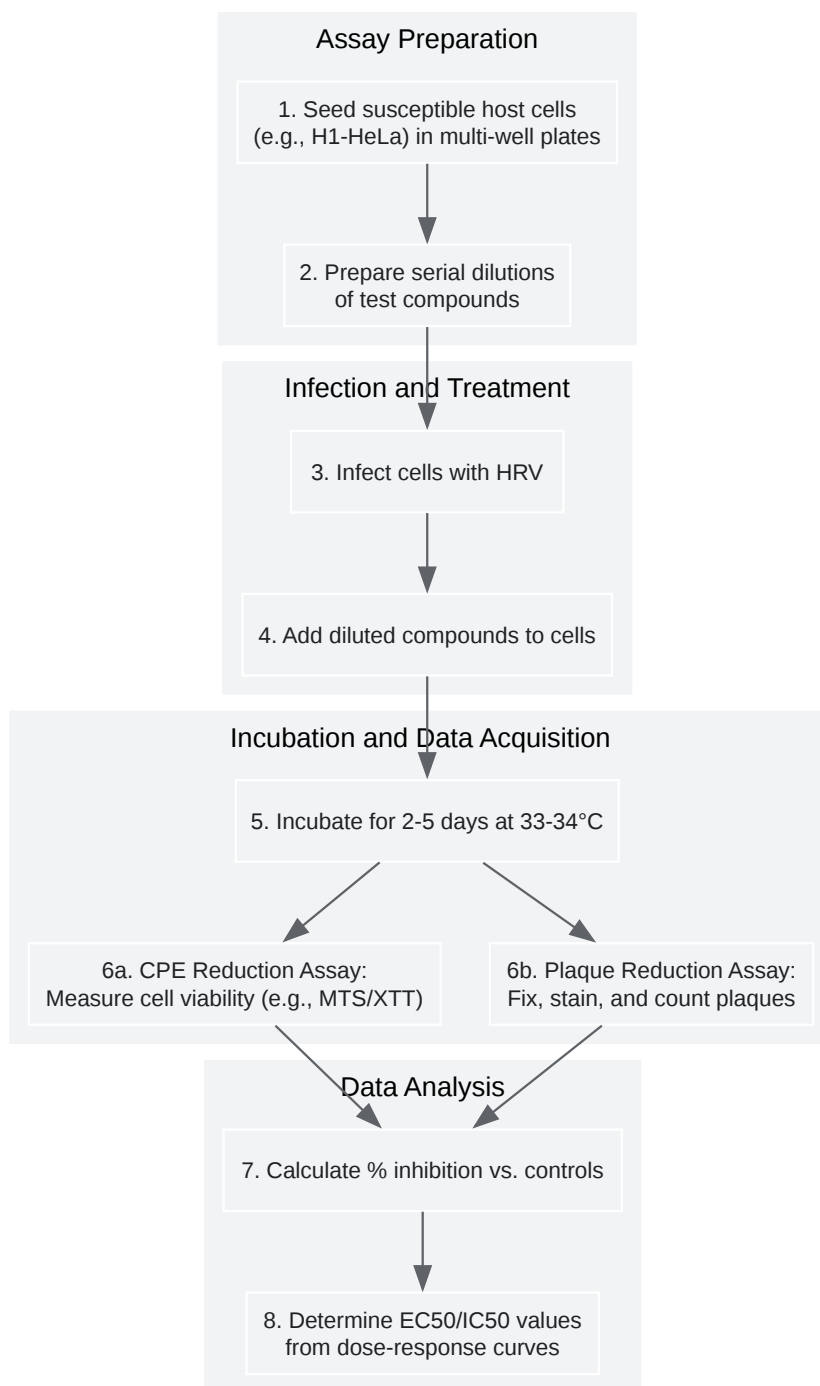 Assay Preparation
1. Seed susceptible host cells
(e.g., H1-HeLa) in multi-well plates
2. Prepare serial dilutions
of test compounds
Infection and Treatment
3. Infect cells with HRV
4. Add diluted compounds to cells
Incubation and Data Acquisition
5. Incubate for 2-5 days at 33-34°C
6a. CPE Reduction Assay:
Measure cell viability (e.g., MTS/XTT)
6b. Plaque Reduction Assay:
Fix, stain, and count plaques
Data Analysis
7. Calculate % inhibition vs. controls
8. Determine EC50/IC50 values
from dose-response curves